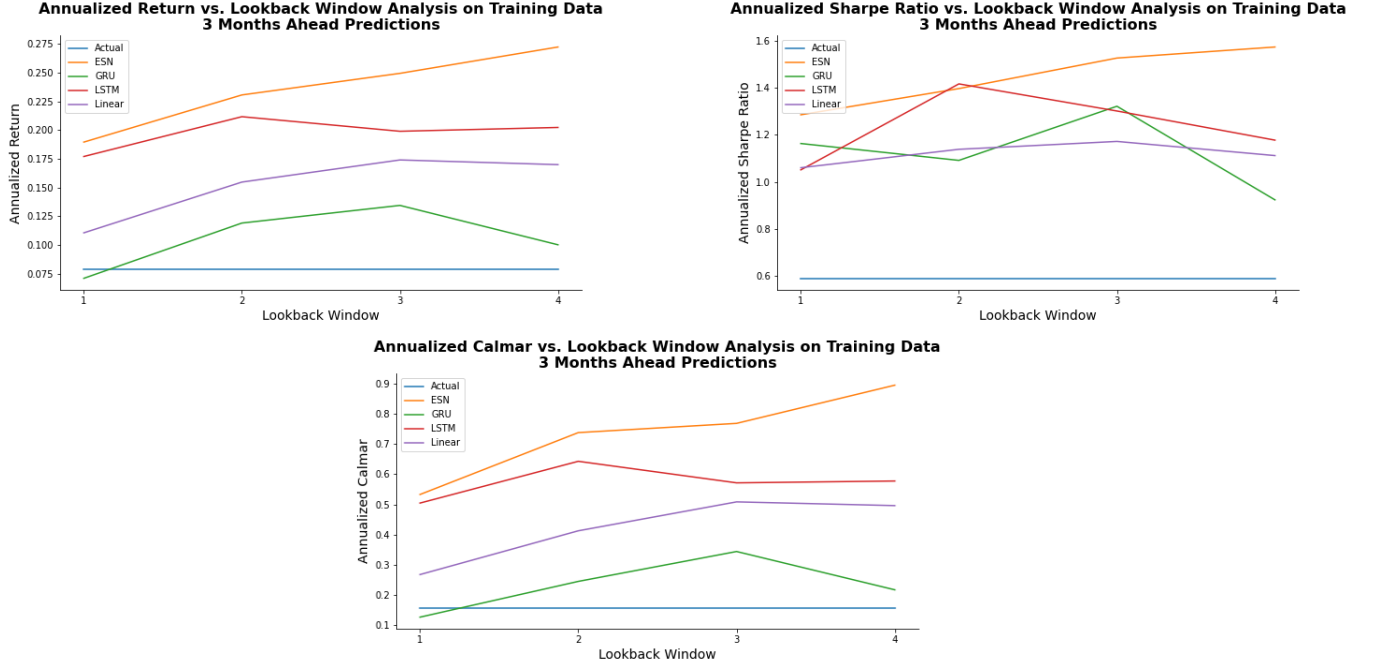 Annualized Return vs. Lookback Window Analysis on Training Data
3 Months Ahead Predictions
Annualized Return
0.275
0.250
0.225
0.200
0.175
0.150
0.125
0.100
0.075
Actual
ESN
GRU
LSTM
Linear
1 2 3 4
Lookback Window
Annualized Sharpe Ratio vs. Lookback Window Analysis on Training Data
3 Months Ahead Predictions
Annualized Sharpe Ratio
1.6
1.4
1.2
1.0
0.8
0.6
Actual
ESN
GRU
LSTM
Linear
1 2 3 4
Lookback Window
Annualized Calmar vs. Lookback Window Analysis on Training Data
3 Months Ahead Predictions
Annualized Calmar
0.9
0.8
0.7
0.6
0.5
0.4
0.3
0.2
0.1
Actual
ESN
GRU
LSTM
Linear
1 2 3 4
Lookback Window